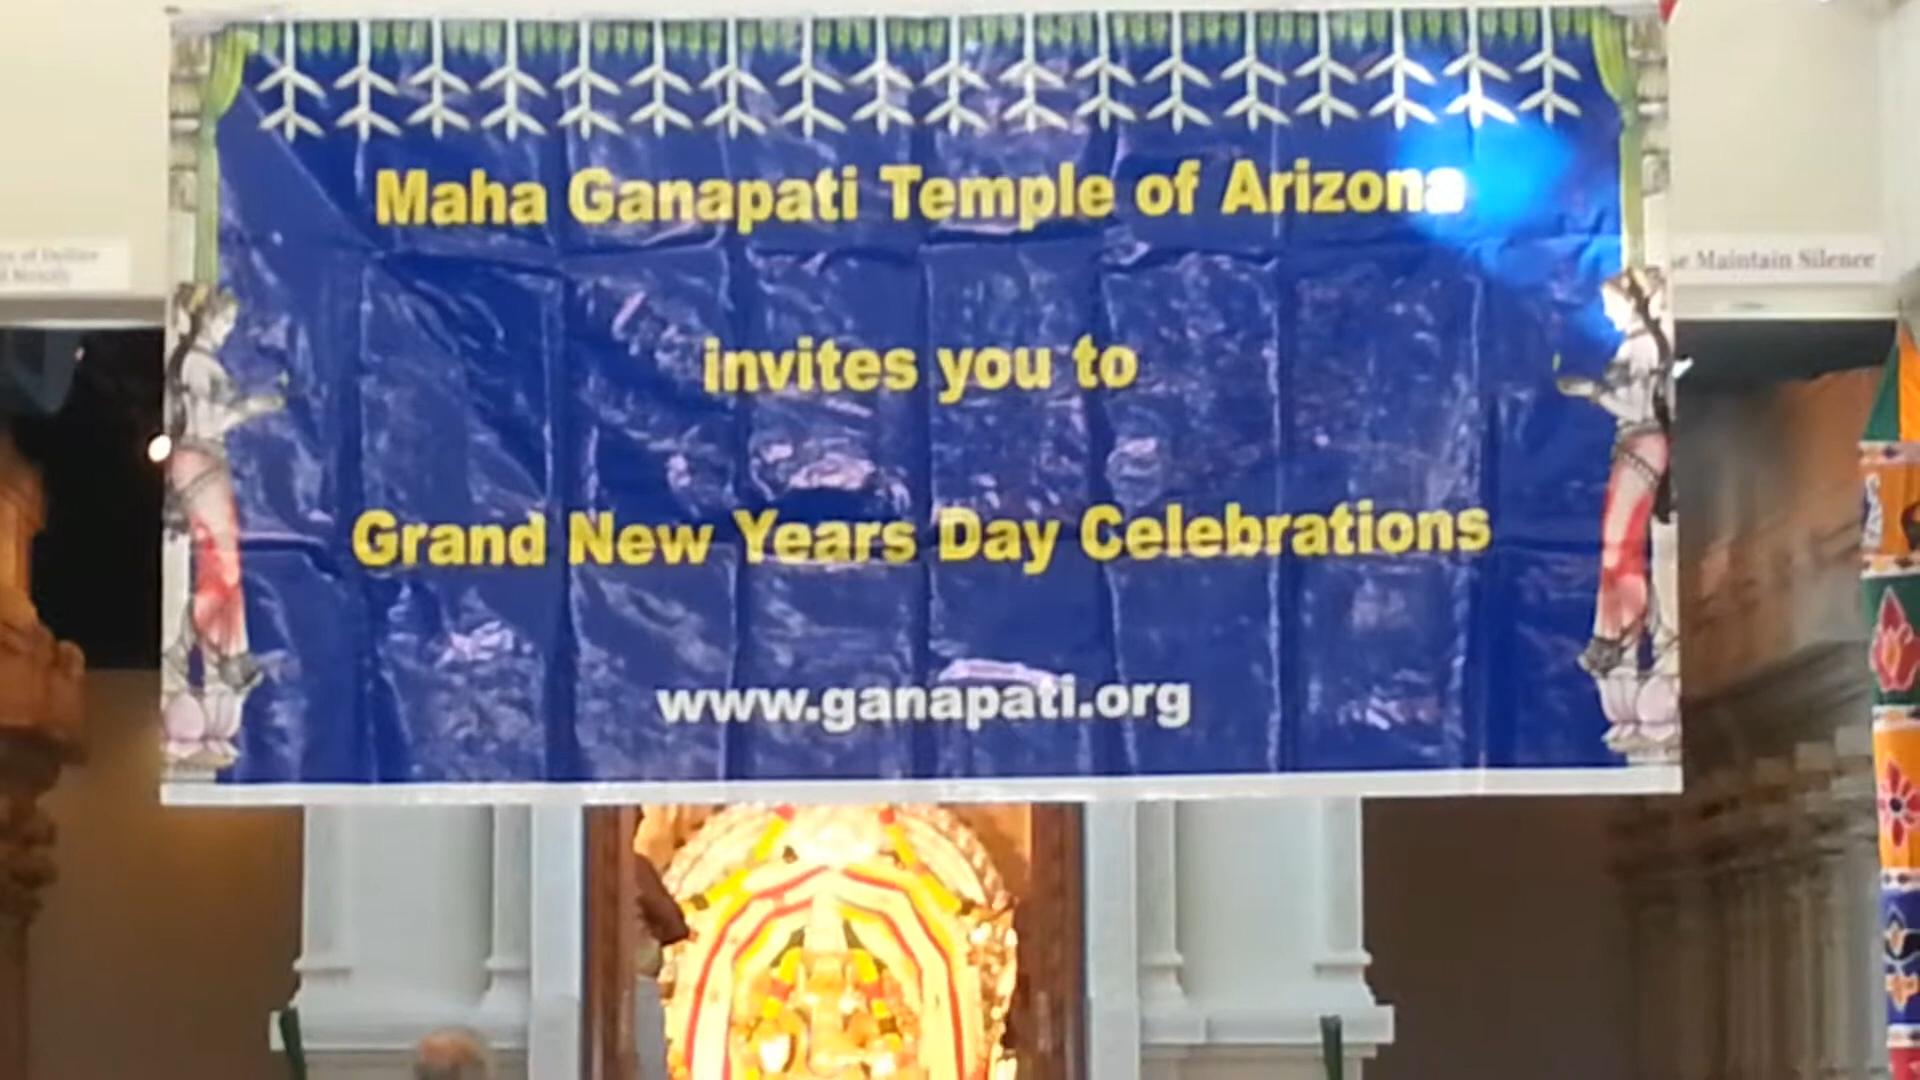 Maha Ganapati Temple of Arizona
invites you to
Grand New Years Day Celebrations
www.ganapati.org
Maintain Silence